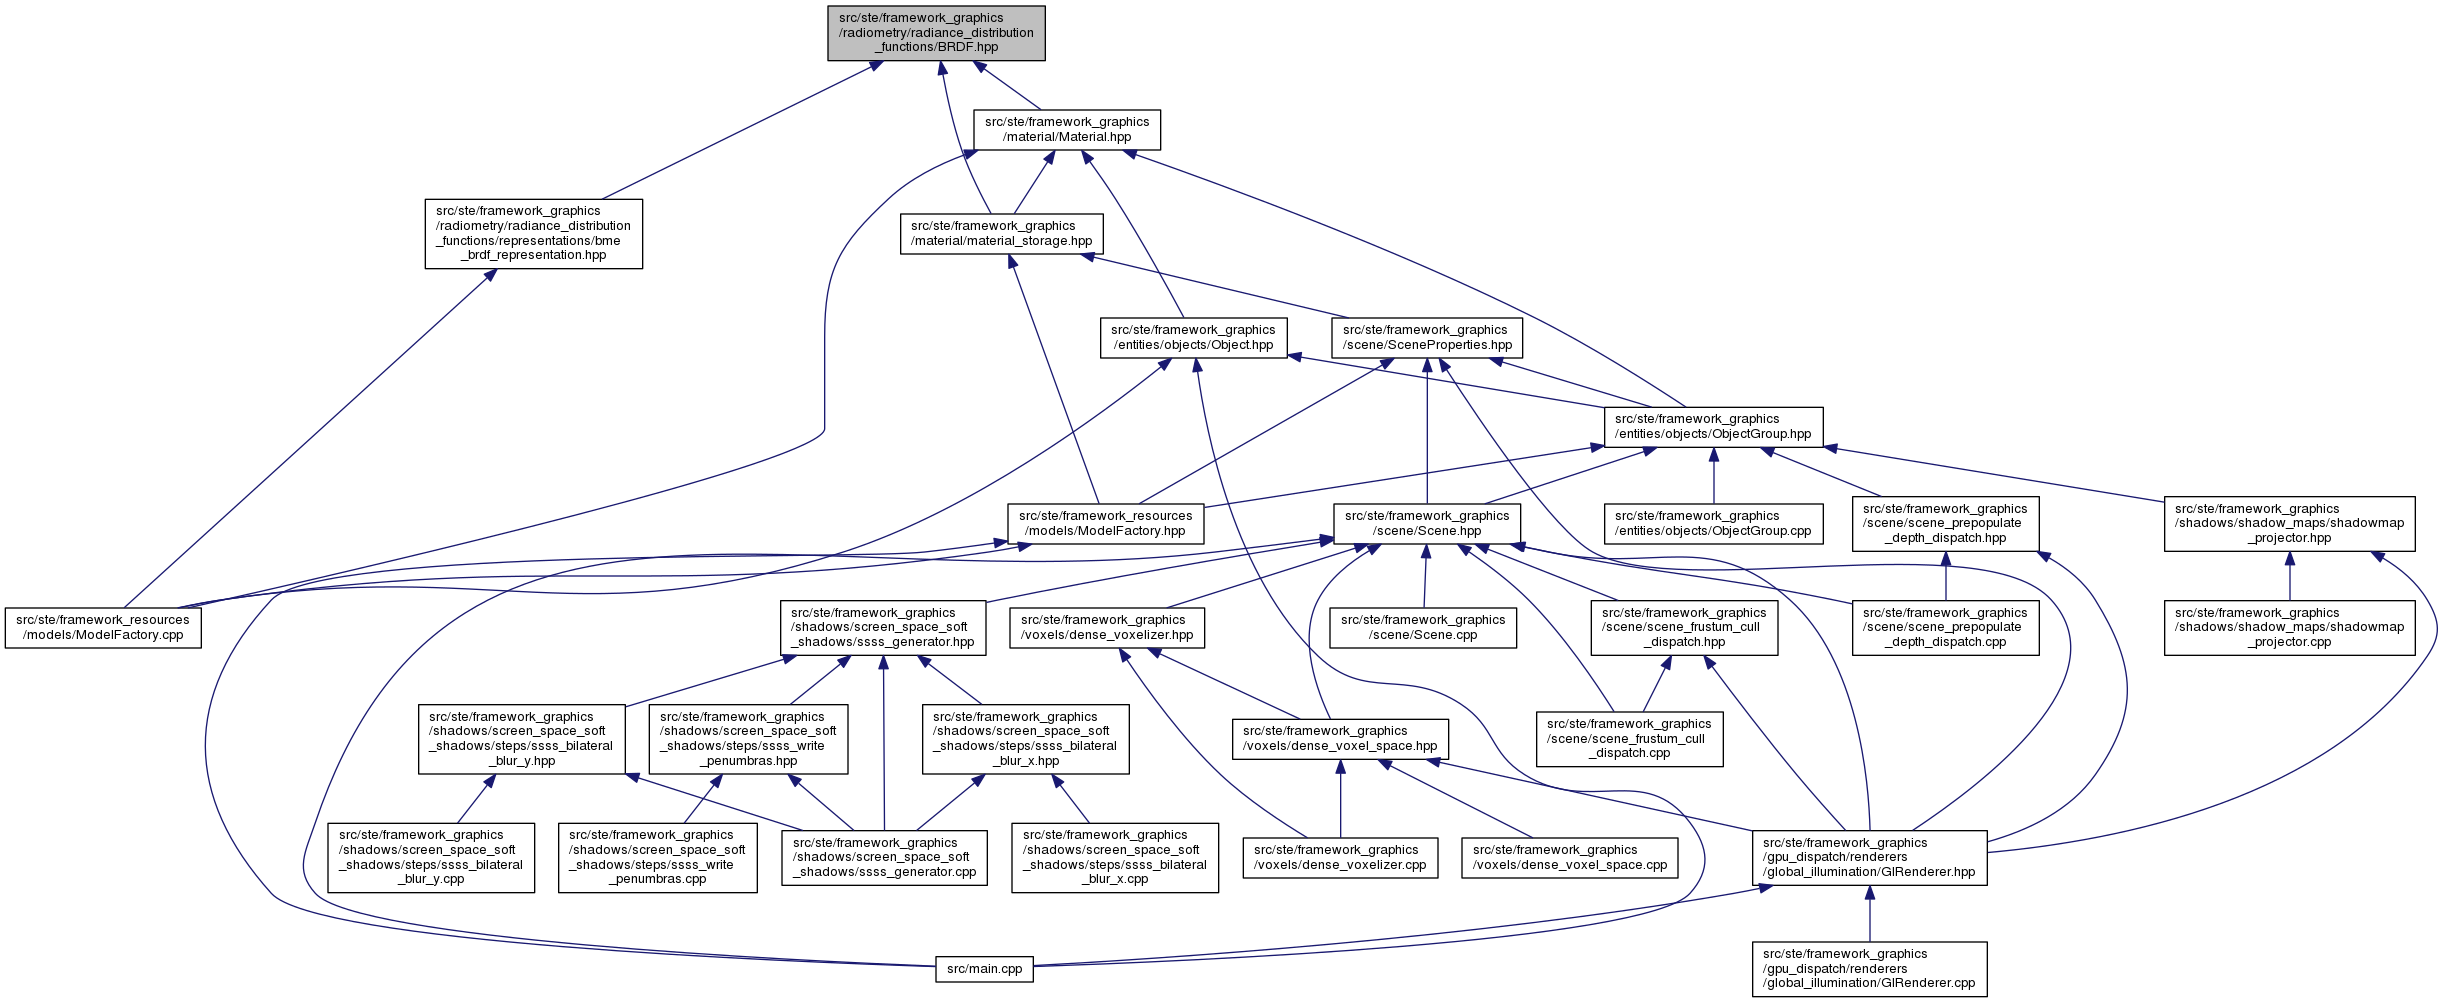 src/ste/framework_graphics
/radiometry/radiance_distribution
_functions/BRDF.hpp
src/ste/framework_graphics
/material/Material.hpp
src/ste/framework_graphics
/radiometry/radiance_distribution
_functions/representations/bme
_brdf_representation.hpp
src/ste/framework_graphics
/material/material_storage.hpp
src/ste/framework_graphics
/entities/objects/Object.hpp
src/ste/framework_graphics
/scene/SceneProperties.hpp
src/ste/framework_graphics
/entities/objects/ObjectGroup.hpp
src/ste/framework_resources
/models/ModelFactory.hpp
src/ste/framework_graphics
/scene/Scene.hpp
src/ste/framework_graphics
/entities/objects/ObjectGroup.cpp
src/ste/framework_graphics
/scene/scene_prepopulate
_depth_dispatch.hpp
src/ste/framework_graphics
/shadows/shadow_maps/shadowmap
_projector.hpp
src/ste/framework_resources
/models/ModelFactory.cpp
src/ste/framework_graphics
/shadows/screen_space_soft
_shadows/ssss_generator.hpp
src/ste/framework_graphics
/voxels/dense_voxelizer.hpp
src/ste/framework_graphics
/scene/Scene.cpp
src/ste/framework_graphics
/scene/scene_frustum_cull
_dispatch.hpp
src/ste/framework_graphics
/scene/scene_prepopulate
_depth_dispatch.cpp
src/ste/framework_graphics
/shadows/shadow_maps/shadowmap
_projector.cpp
src/ste/framework_graphics
/shadows/screen_space_soft
_shadows/steps/ssss_bilateral
_blur_y.hpp
src/ste/framework_graphics
/shadows/screen_space_soft
_shadows/steps/ssss_write
_penumbras.hpp
src/ste/framework_graphics
/shadows/screen_space_soft
_shadows/steps/ssss_bilateral
_blur_x.hpp
src/ste/framework_graphics
/voxels/dense_voxel_space.hpp
src/ste/framework_graphics
/scene/scene_frustum_cull
_dispatch.cpp
src/ste/framework_graphics
/shadows/screen_space_soft
_shadows/steps/ssss_bilateral
_blur_y.cpp
src/ste/framework_graphics
/shadows/screen_space_soft
_shadows/steps/ssss_write
_penumbras.cpp
src/ste/framework_graphics
/shadows/screen_space_soft
_shadows/ssss_generator.cpp
src/ste/framework_graphics
/shadows/screen_space_soft
_shadows/steps/ssss_bilateral
_blur_x.cpp
src/ste/framework_graphics
/voxels/dense_voxelizer.cpp
src/ste/framework_graphics
/voxels/dense_voxel_space.cpp
src/ste/framework_graphics
/gpu_dispatch/renderers
/global_illumination/GIRenderer.hpp
src/main.cpp
src/ste/framework_graphics
/gpu_dispatch/renderers
/global_illumination/GIRenderer.cpp